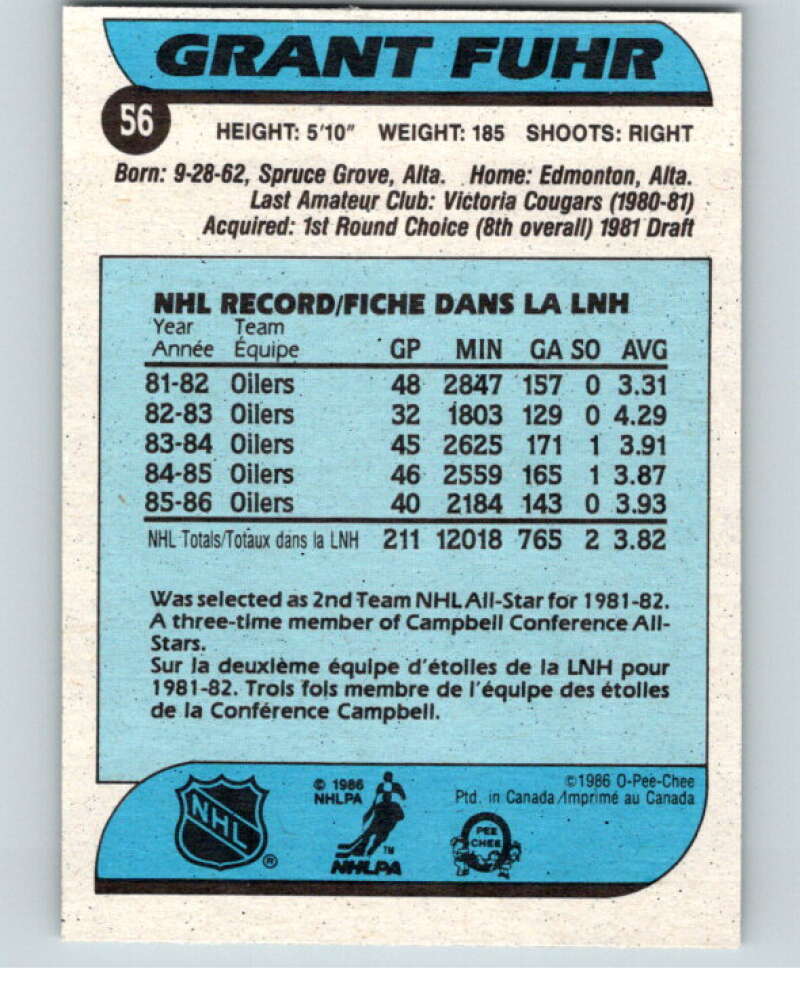 GRANT FUHR
56
HEIGHT: 5'10" WEIGHT: 185 SHOOTS: RIGHT
Born: 9-28-62, Spruce Grove, Alta. Home: Edmonton, Alta.
Last Amateur Club: Victoria Cougars (1980-81)
Acquired: 1st Round Choice (8th overall) 1981 Draft
NHL RECORD/FICHE DANS LA LNH
Year Team
Année Équipe GP MIN GA SO AVG
81-82 Oilers 48 2847 157 0 3.31
82-83 Oilers 32 1803 129 0 4.29
83-84 Oilers 45 2625 171 1 3.91
84-85 Oilers 46 2559 165 1 3.87
85-86 Oilers 40 2184 143 0 3.93
NHL Totals/Totaux dans la LNH 211 12018 765 2 3.82
Was selected as 2nd Team NHL All-Star for 1981-82.
A three-time member of Campbell Conference All-
Stars.
Sur la deuxième équipe d'étoiles de la LNH pour
1981-82. Trois fois membre de l'équipe des étoiles
de la Conférence Campbell.
NHL ®
© 1986
NHLPA
TM
NHLPA
PEE
CHEE
©1986 O-Pee-Chee
Ptd. in Canada/Imprimé au Canada